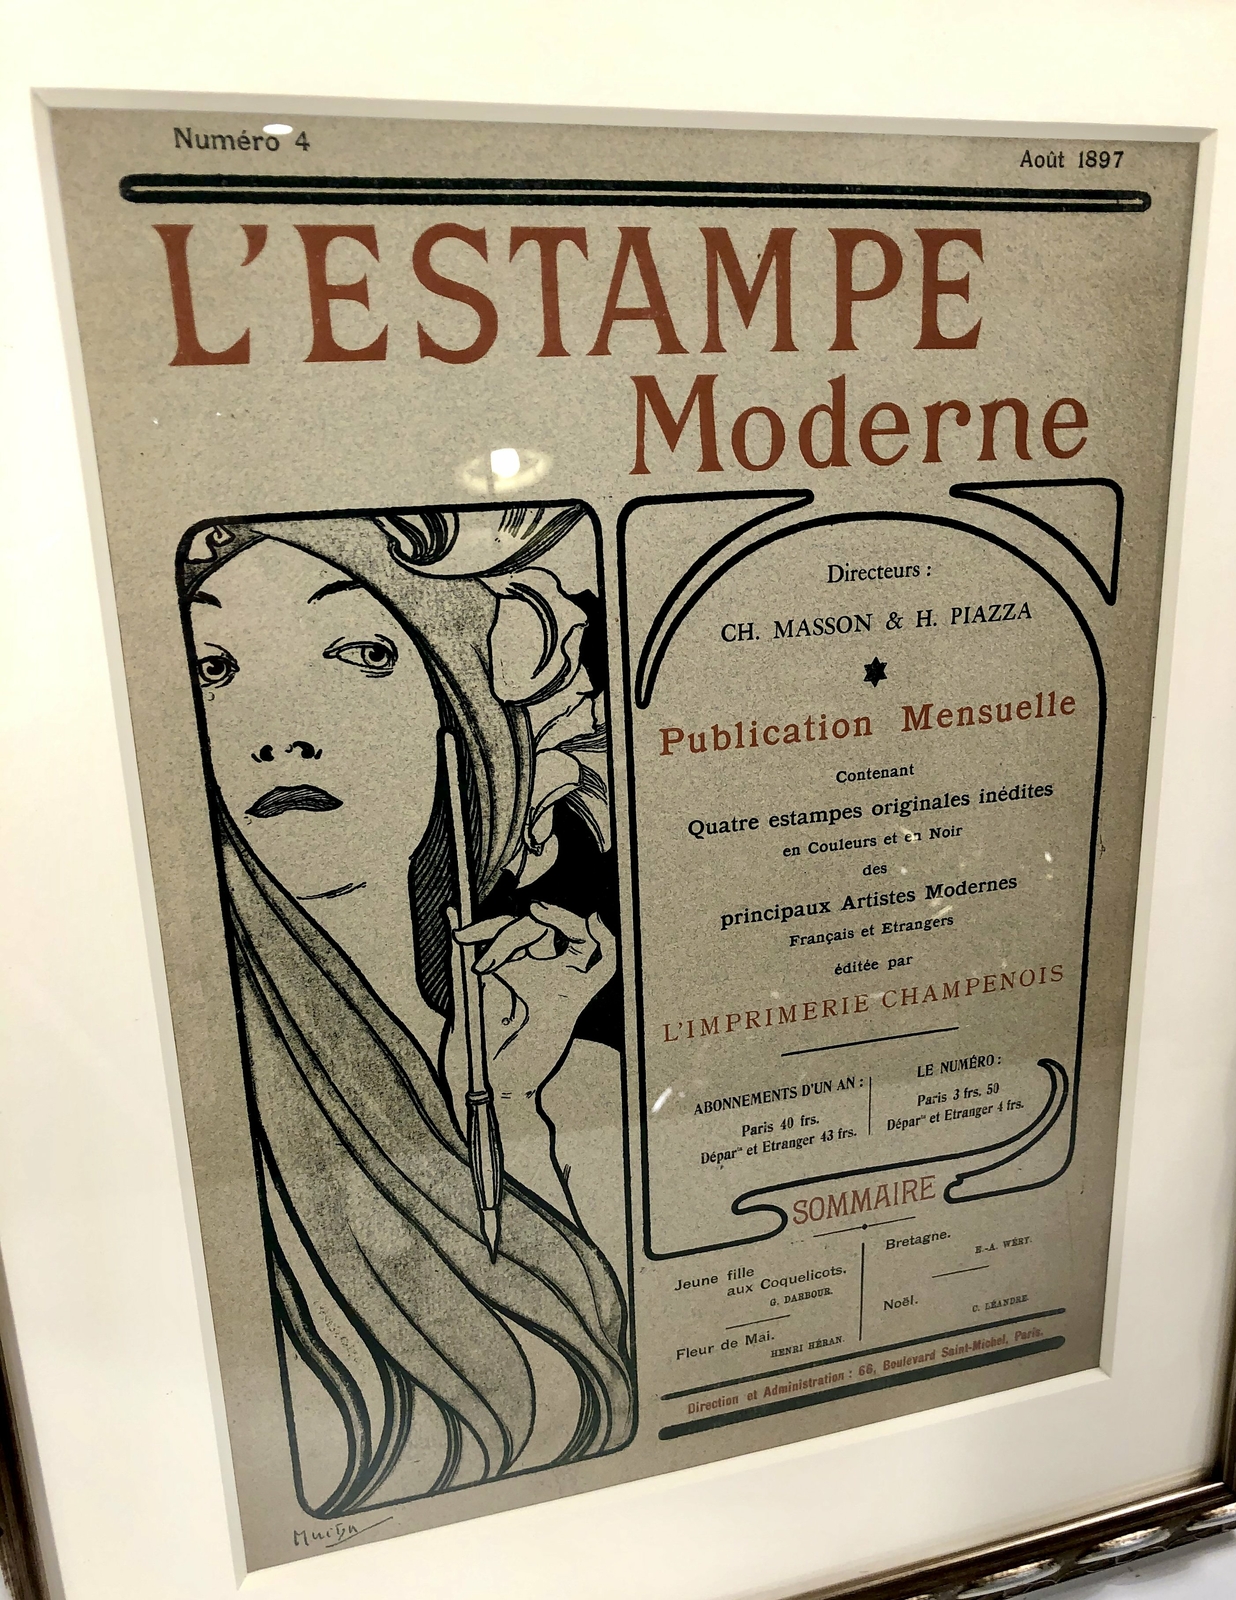 Numéro 4
Août 1897
L'ESTAMPE
Moderne
Directeurs :
CH. MASSON & H. PIAZZA
Publication Mensuelle
Contenant
Quatre estampes originales inédites
en Couleurs et en Noir
des
principaux Artistes Modernes
Français et Etrangers
éditée par
L'IMPRIMERIE CHAMPENOIS
ABONNEMENTS D'UN AN :
Paris 40 frs.
Départs et Etranger 43 frs.
LE NUMÉRO :
Paris 3 frs. 50
Départs et Etranger 4 frs.
SOMMAIRE
Jeune fille
aux Coquelicots.
G. DARBOUR.
Fleur de Mai.
HENRI HÉRAN.
Bretagne.
E.-A. WÉRY.
Noël.
C. LÉANDRE.
Direction et Administration : 66, Boulevard Saint-Michel, Paris.
Mucha